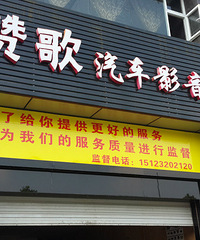 赞歌 汽车影音
了给你提供更好的服务
为我们的服务质量进行监督
监督电话：15123202120